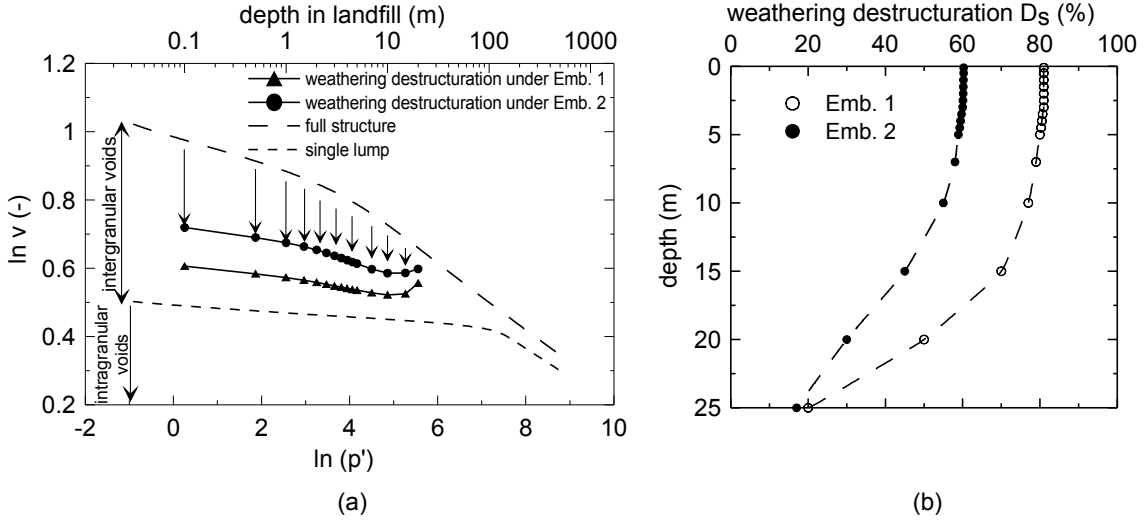 depth in landfill (m)
0.1 1 10 100 1000
1.2
1
0.8
0.6
0.4
0.2
ln v (-)
weathering destructuration under Emb. 1
weathering destructuration under Emb. 2
full structure
single lump
intergranular voids
intragranular
voids
-2 0 2 4 6 8 10
ln (p')
(a)
weathering destructuration Ds (%)
0 20 40 60 80 100
0
5
10
15
20
25
depth (m)
Emb. 1
Emb. 2
(b)